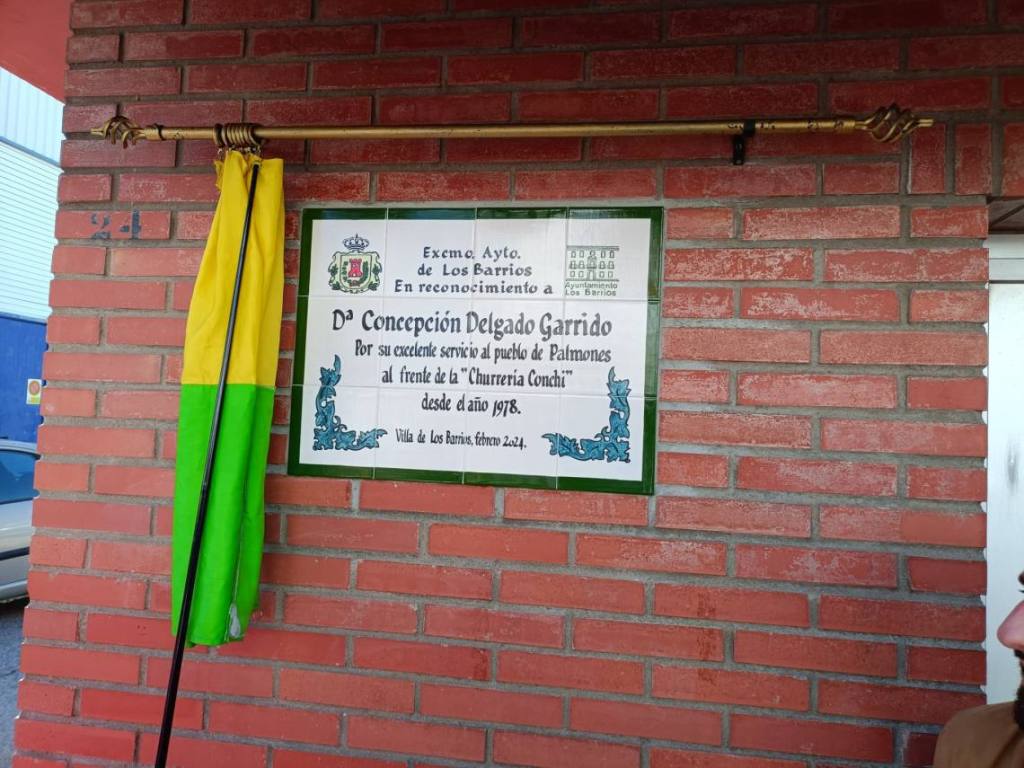 21
Excmo. Ayto.
de Los Barrios
En reconocimiento a
Ayuntamiento
Los Barrios
Dª Concepción Delgado Garrido
Por su excelente servicio al pueblo de Palmones
al frente de la "Churrería Conchi"
desde el año 1978.
Villa de Los Barrios, febrero 2024.